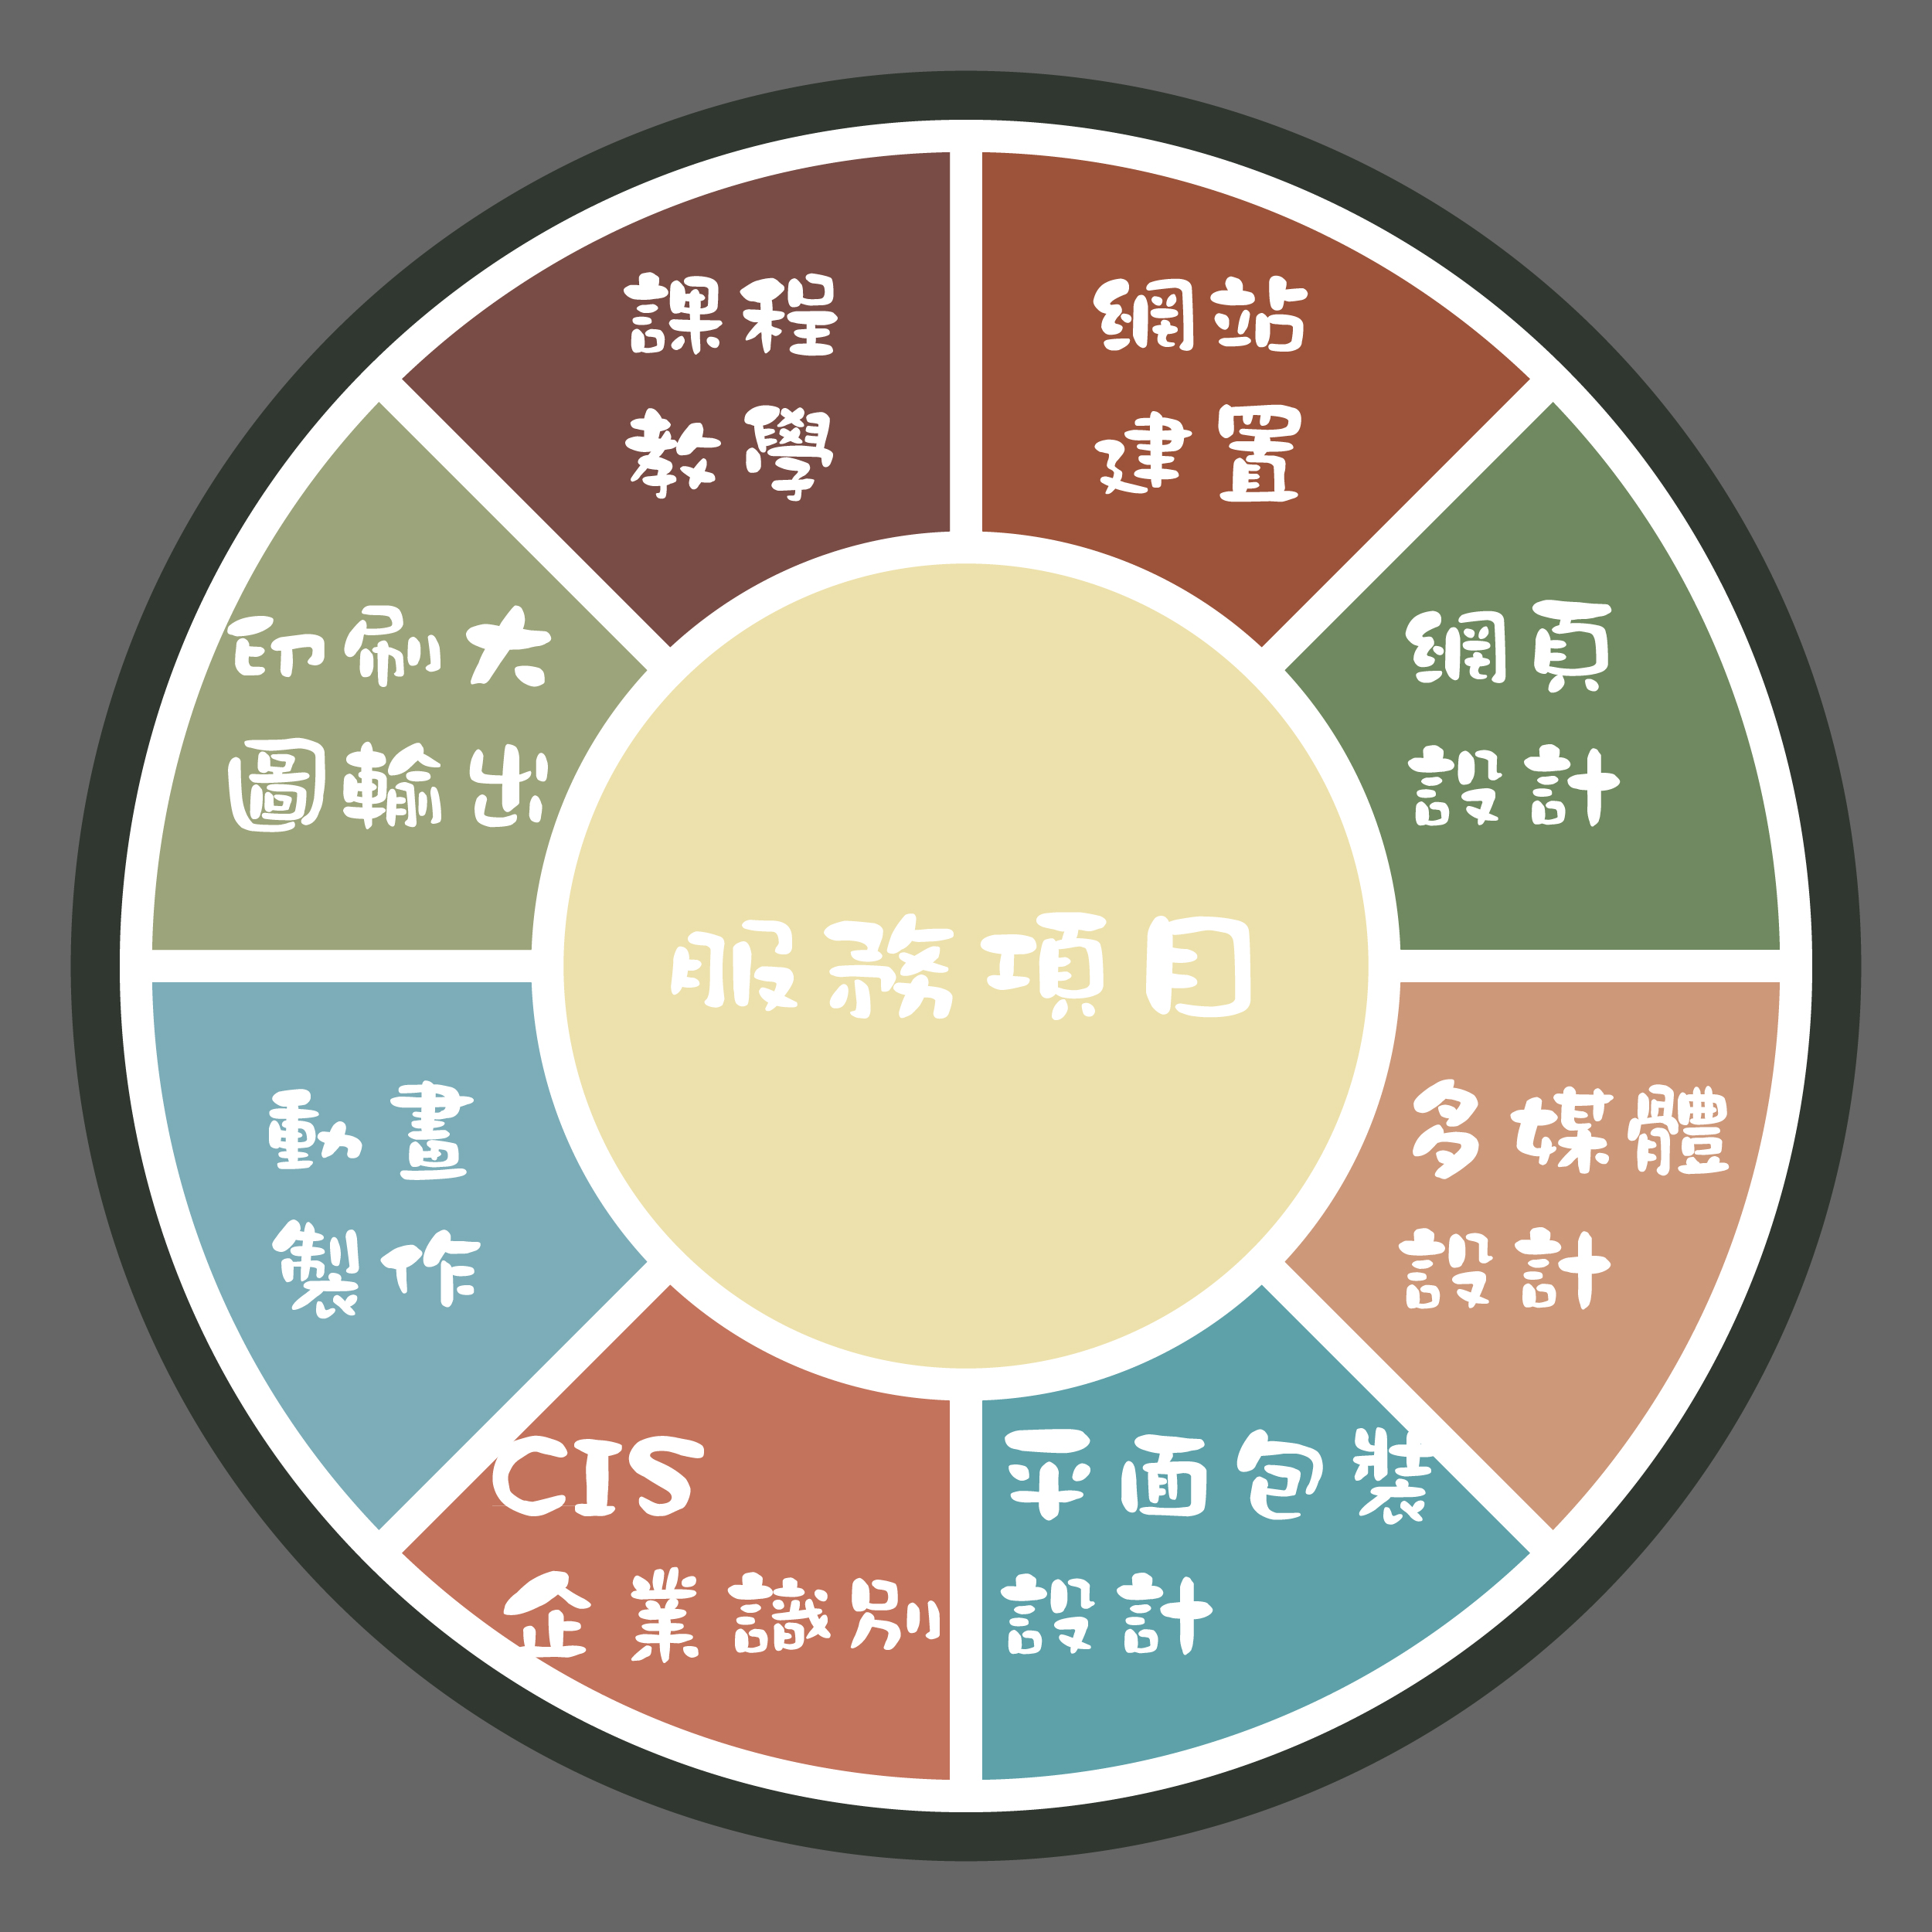 課程
教學
網站
建置
印刷大
圖輸出
網頁
設計
服務項目
動畫
製作
多媒體
設計
CIS
企業識別
平面包裝
設計